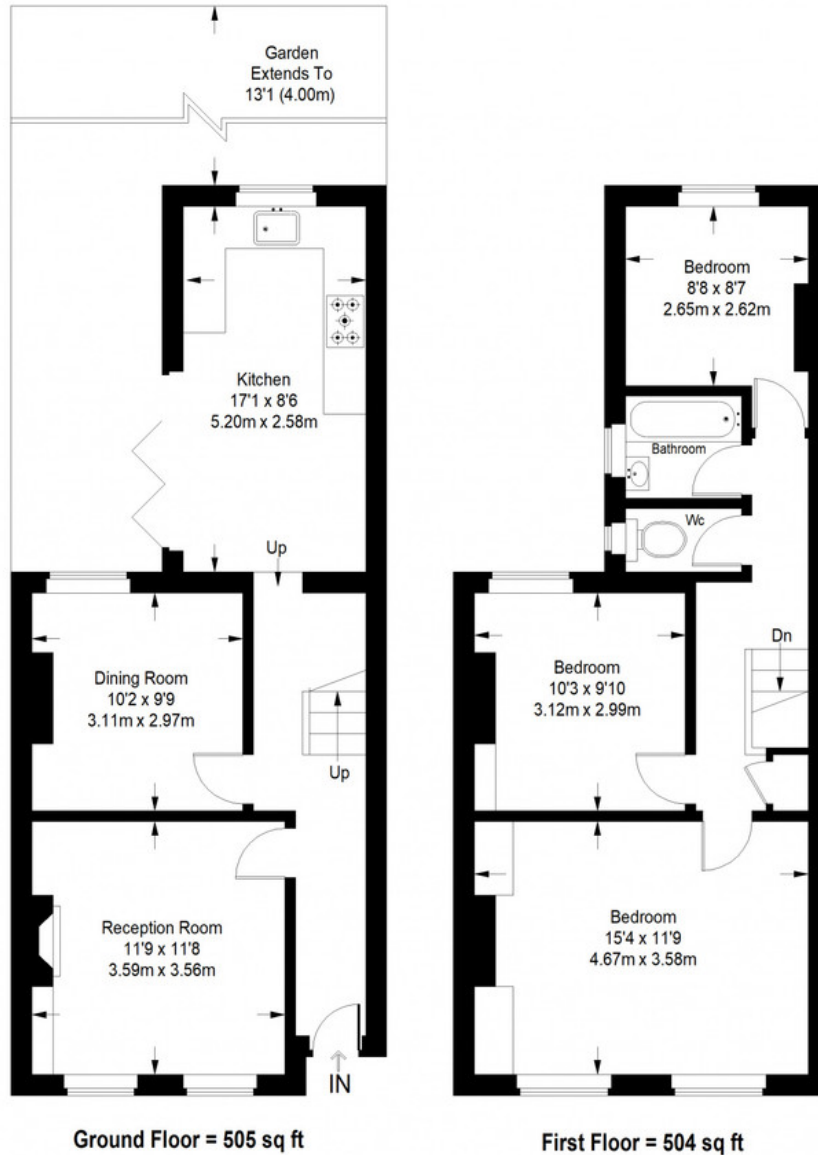 Garden
Extends To
13'1 (4.00m)
Kitchen
17'1 x 8'6
5.20m x 2.58m
Up
Dining Room
10'2 x 9'9
3.11m x 2.97m
Up
Reception Room
11'9 x 11'8
3.59m x 3.56m
IN
Ground Floor = 505 sq ft
Bedroom
8'8 x 8'7
2.65m x 2.62m
Bathroom
Wc
Dn
Bedroom
10'3 x 9'10
3.12m x 2.99m
Bedroom
15'4 x 11'9
4.67m x 3.58m
First Floor = 504 sq ft